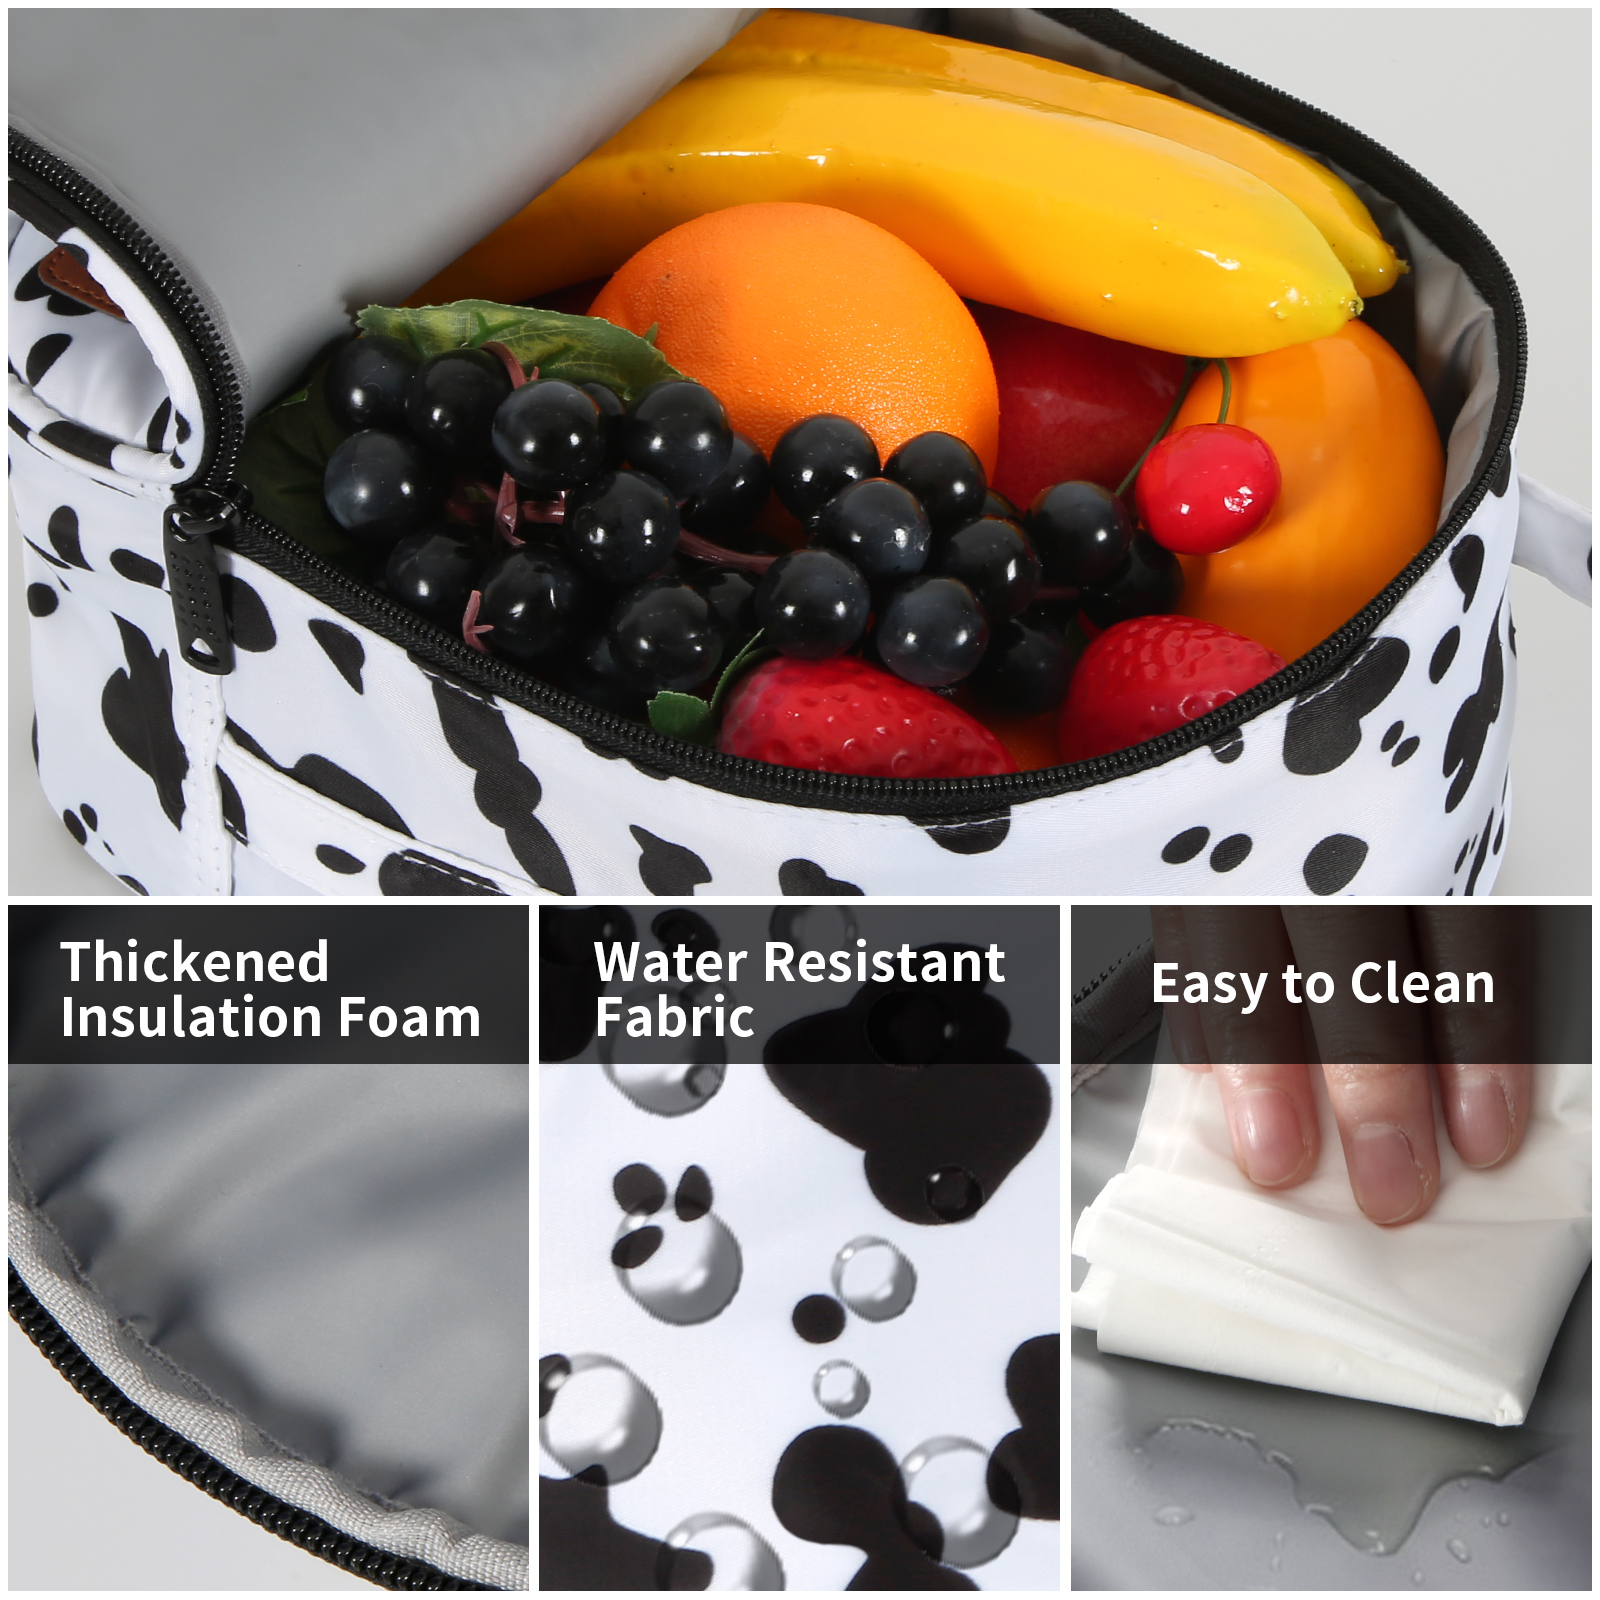 Thickened
Insulation Foam
Water Resistant
Fabric
Easy to Clean